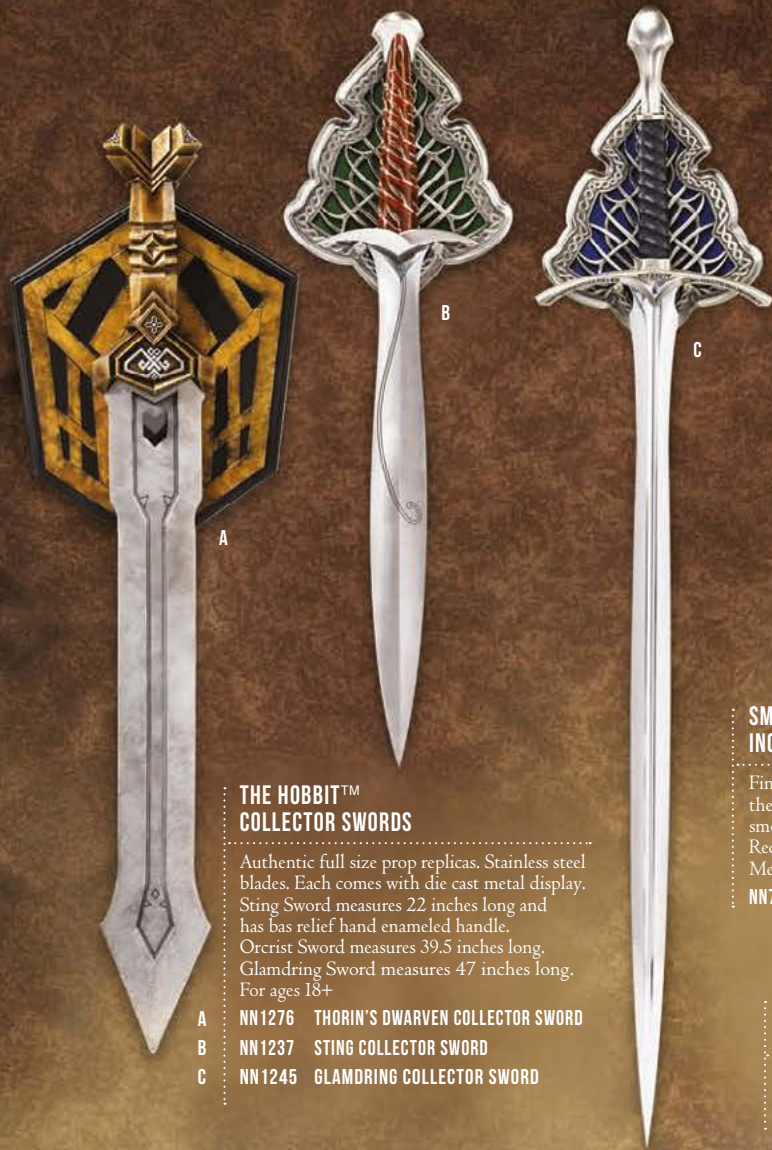 B
C
A
THE HOBBIT™
COLLECTOR SWORDS
Authentic full size prop replicas. Stainless steel
blades. Each comes with die cast metal display.
Sting Sword measures 22 inches long and
has bas relief hand enameled handle.
Orcrist Sword measures 39.5 inches long.
Glamdring Sword measures 47 inches long.
For ages 18+
A NN1276 THORIN'S DWARVEN COLLECTOR SWORD
B NN1237 STING COLLECTOR SWORD
C NN1245 GLAMDRING COLLECTOR SWORD